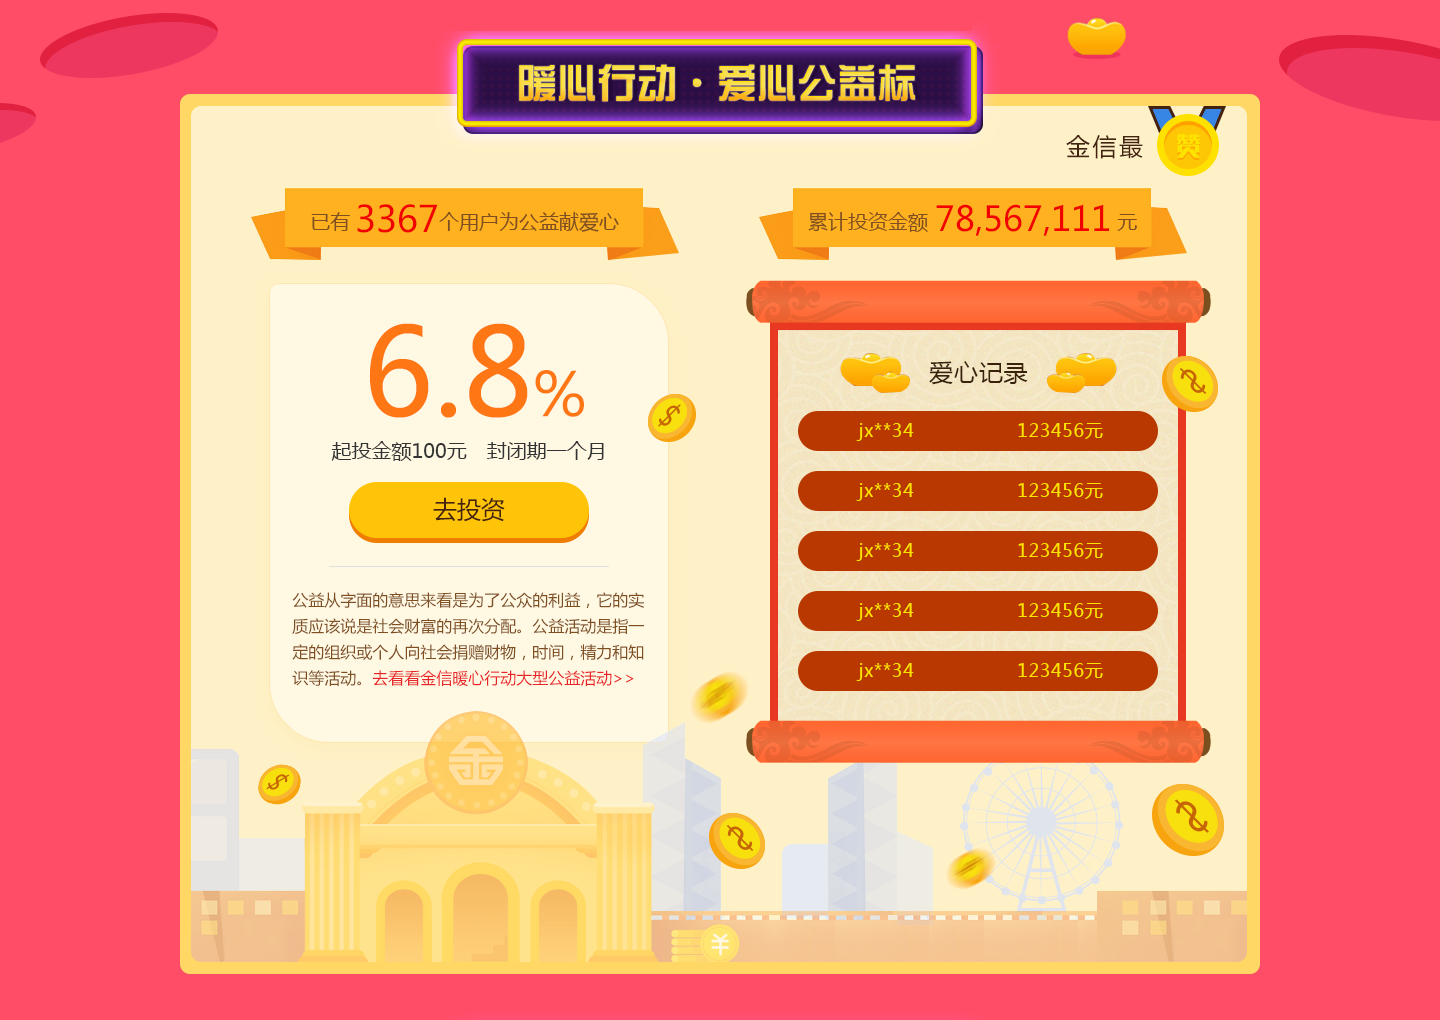 暖心行动·爱心公益标
金信最 赞
已有 3367个用户为公益献爱心
累计投资金额 78,567,111 元
6.8%
起投金额100元 封闭期一个月
去投资
公益从字面的意思来看是为了公众的利益，它的实
质应该说是社会财富的再次分配。公益活动是指一
定的组织或个人向社会捐赠财物，时间，精力和知
识等活动。去看看金信暖心行动大型公益活动>>
爱心记录
jx**34 123456元
jx**34 123456元
jx**34 123456元
jx**34 123456元
jx**34 123456元
金